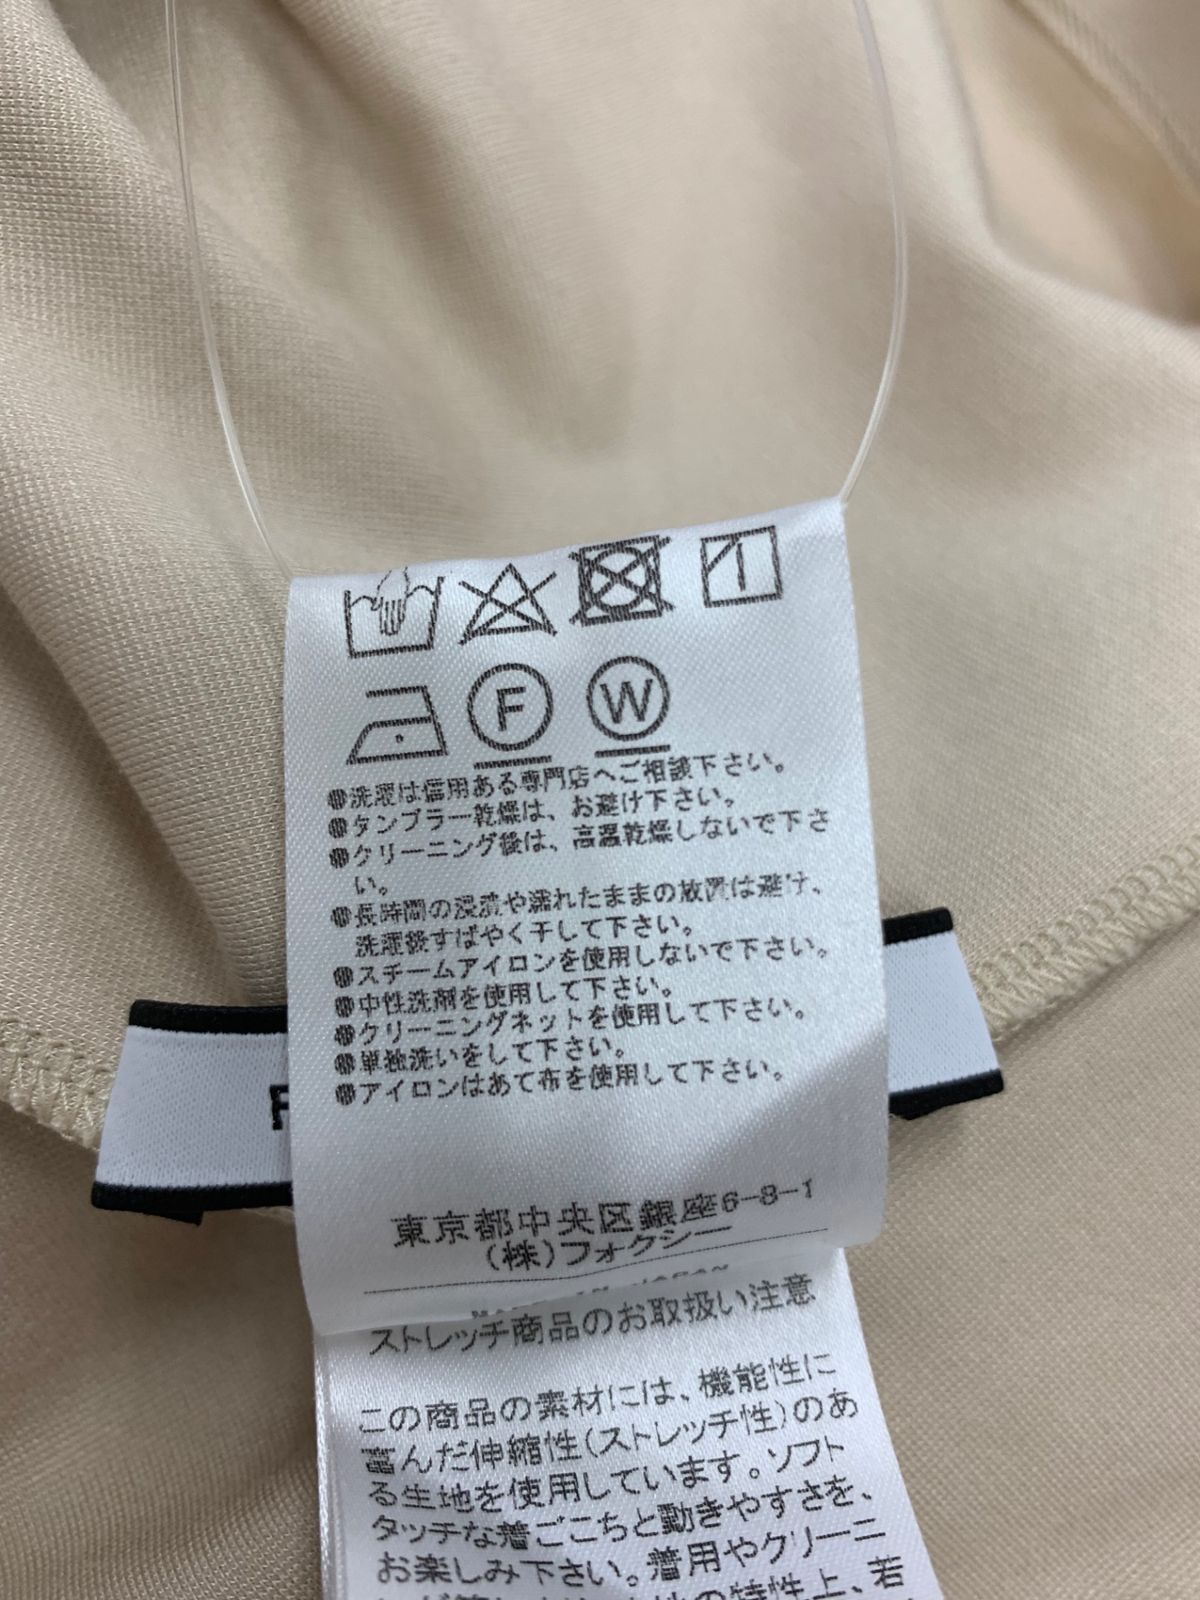 F
W
●洗濯は信用ある専門店へご相談下さい。
●タンブラー乾燥は、お避け下さい。
●クリーニング後は、高温乾燥しないで下さ
い。
●長時間の浸漬や濡れたままの放置は避け、
洗濯後すばやく干して下さい。
●スチームアイロンを使用しないで下さい。
●中性洗剤を使用して下さい。
●クリーニングネットを使用して下さい。
●単独洗いをして下さい。
●アイロンはあて布を使用して下さい。
F
東京都中央区銀座6-8-1
(株)フォクシー
MADE IN JAPAN
ストレッチ商品のお取扱い注意
この商品の素材には、機能性に
富んだ伸縮性(ストレッチ性)のあ
る生地を使用しています。ソフト
タッチな着ごこちと動きやすさを、
お楽しみ下さい。着用やクリーニ
の特性上、若